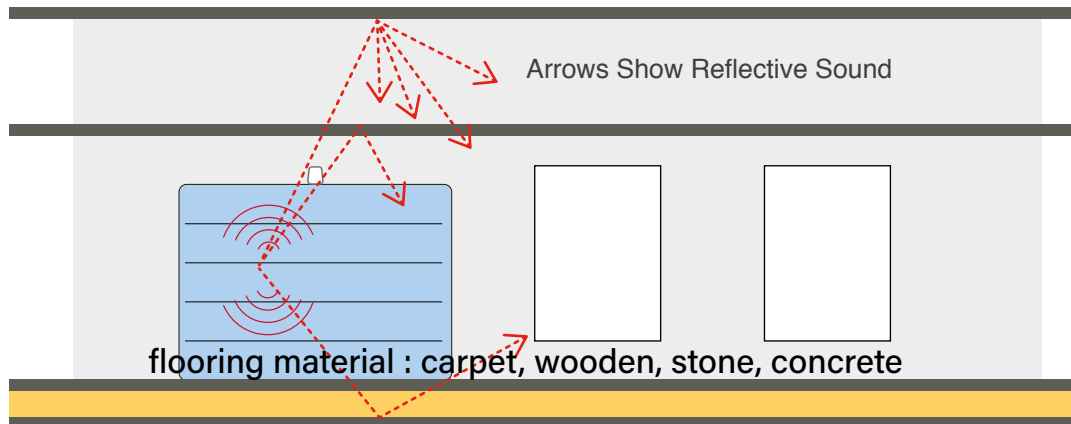 Arrows Show Reflective Sound
flooring material : carpet, wooden, stone, concrete